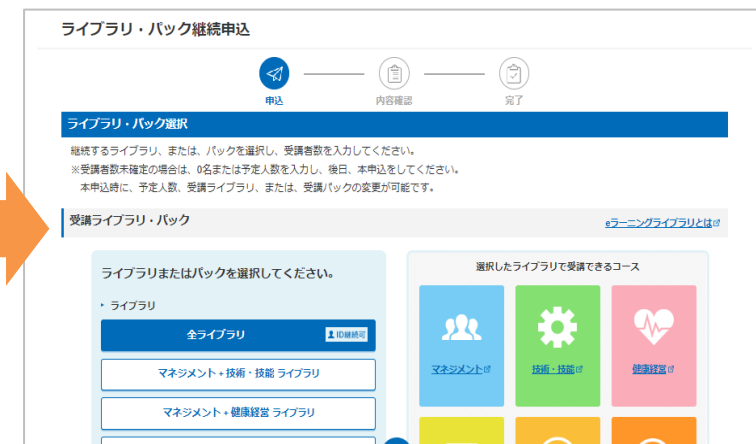 ライブラリ・パック継続申込
申込
内容確認
完了
ライブラリ・パック選択
継続するライブラリ、または、パックを選択し、受講者数を入力してください。
※受講者数未確定の場合は、0名または予定人数を入力し、後日、本申込をしてください。
本申込時に、予定人数、受講ライブラリ、または、受講パックの変更が可能です。
受講ライブラリ・パック
eラーニングライブラリとは
ライブラリまたはパックを選択してください。
ライブラリ
全ライブラリ
ID継続可
マネジメント + 技術・技能 ライブラリ
マネジメント + 健康経営 ライブラリ
選択したライブラリで受講できるコース
マネジメント
技術・技能
健康経営